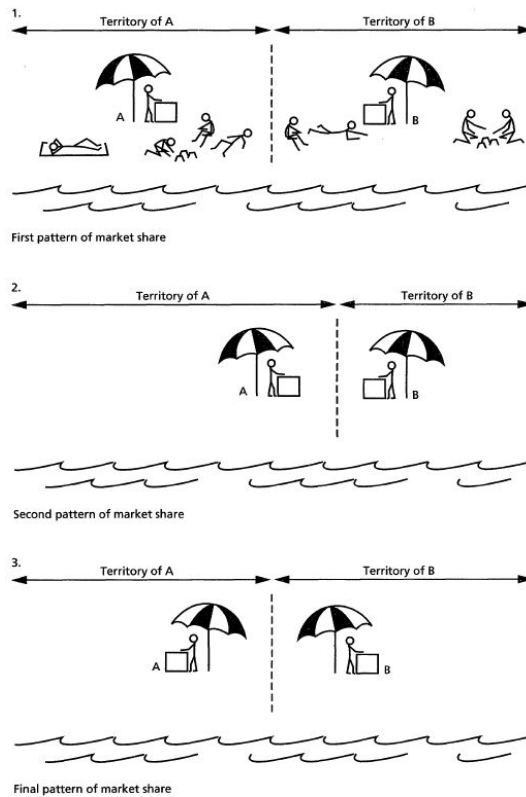 1.
Territory of A Territory of B
A B
First pattern of market share
2.
Territory of A Territory of B
A B
Second pattern of market share
3.
Territory of A Territory of B
A B
Final pattern of market share